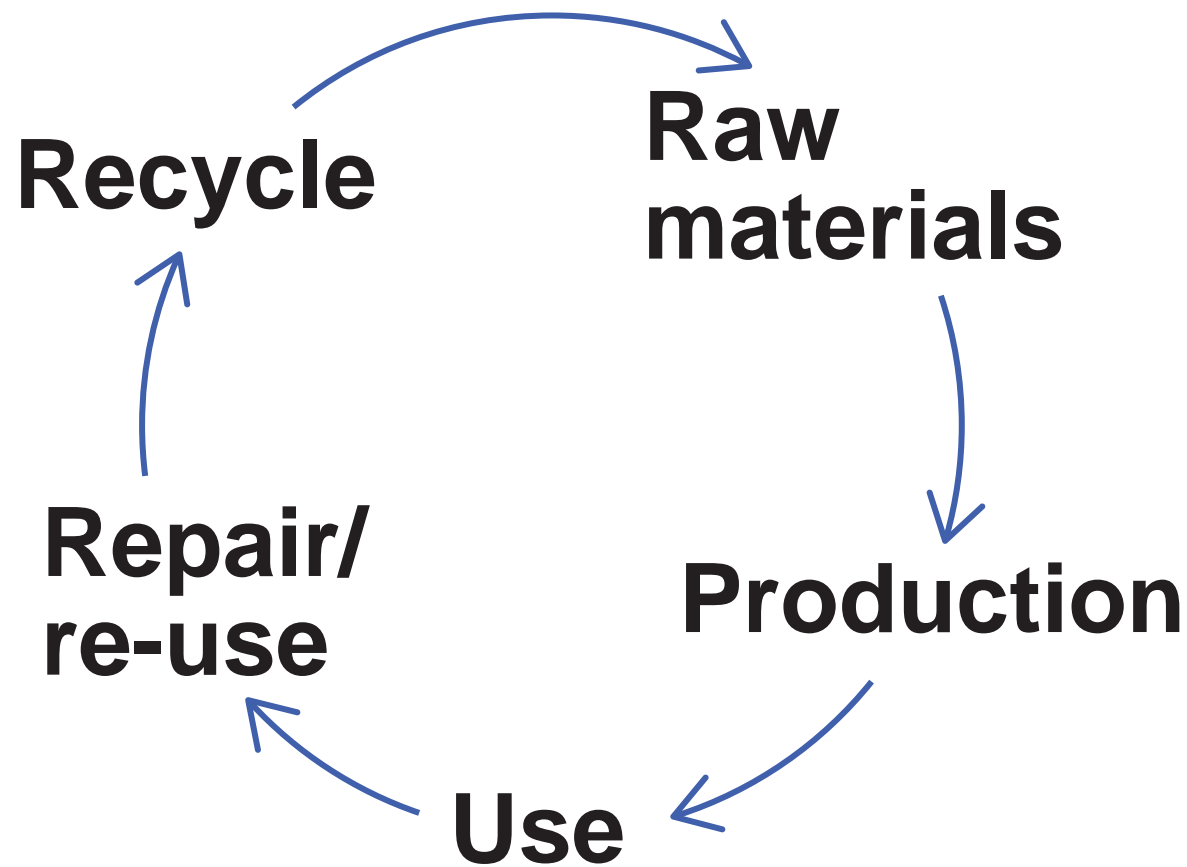 Raw
materials
Production
Use
Repair/
re-use
Recycle